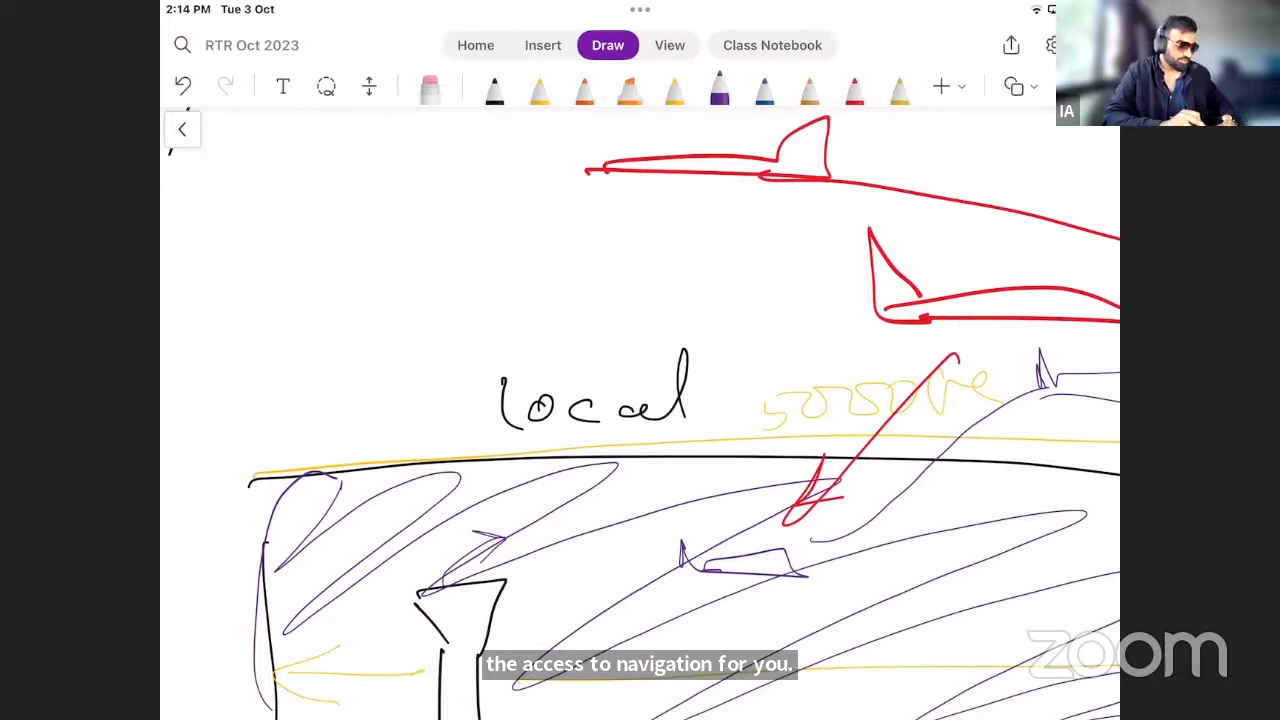 2:14 PM Tue 3 Oct
RTR Oct 2023
Home Insert Draw View Class Notebook
IA
local
the access to navigation for you.
zoom